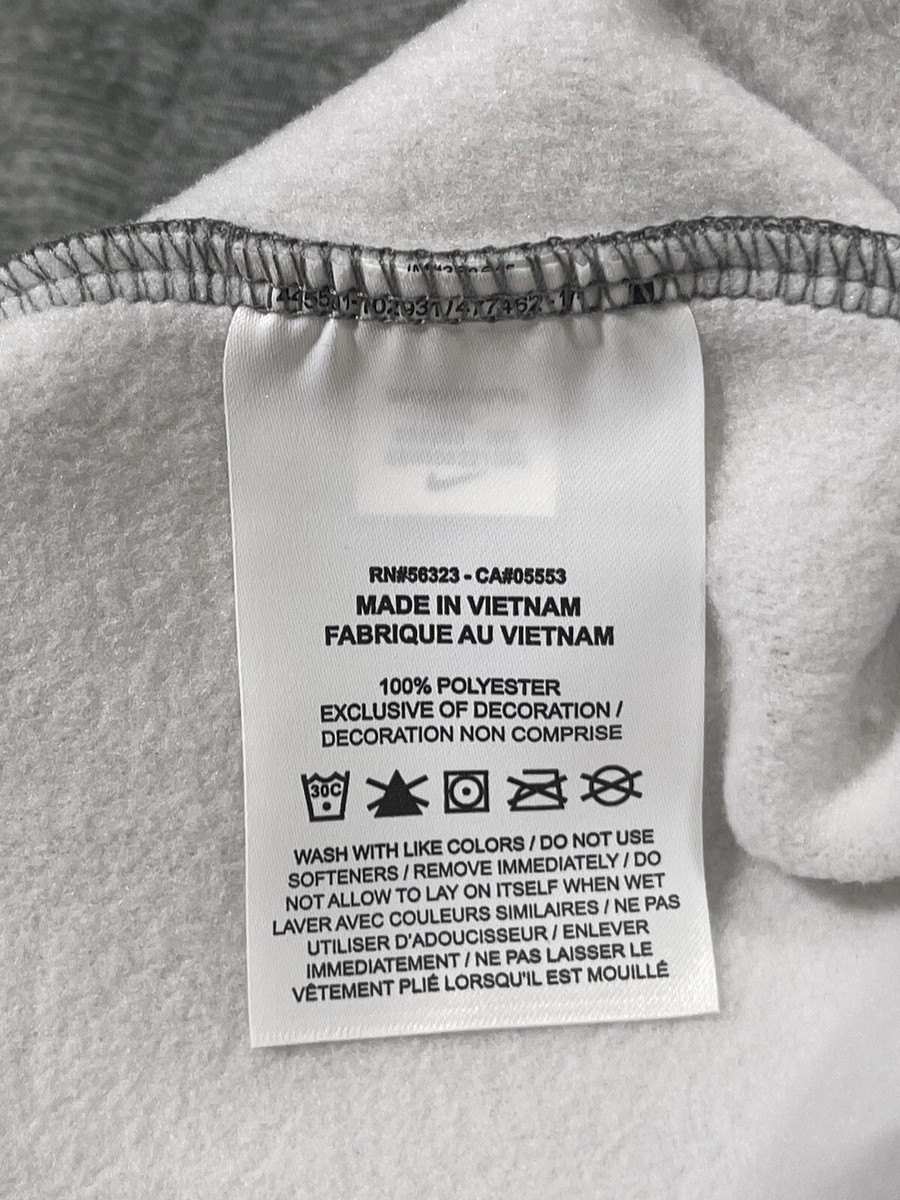 RN#56323 - CA#05553
MADE IN VIETNAM
FABRIQUE AU VIETNAM
100% POLYESTER
EXCLUSIVE OF DECORATION /
DECORATION NON COMPRISE
30C
WASH WITH LIKE COLORS / DO NOT USE
SOFTENERS / REMOVE IMMEDIATELY / DO
NOT ALLOW TO LAY ON ITSELF WHEN WET
LAVER AVEC COULEURS SIMILAIRES / NE PAS
UTILISER D'ADOUCISSEUR / ENLEVER
IMMEDIATEMENT / NE PAS LAISSER LE
VÊTEMENT PLIÉ LORSQU'IL EST MOUILLÉ